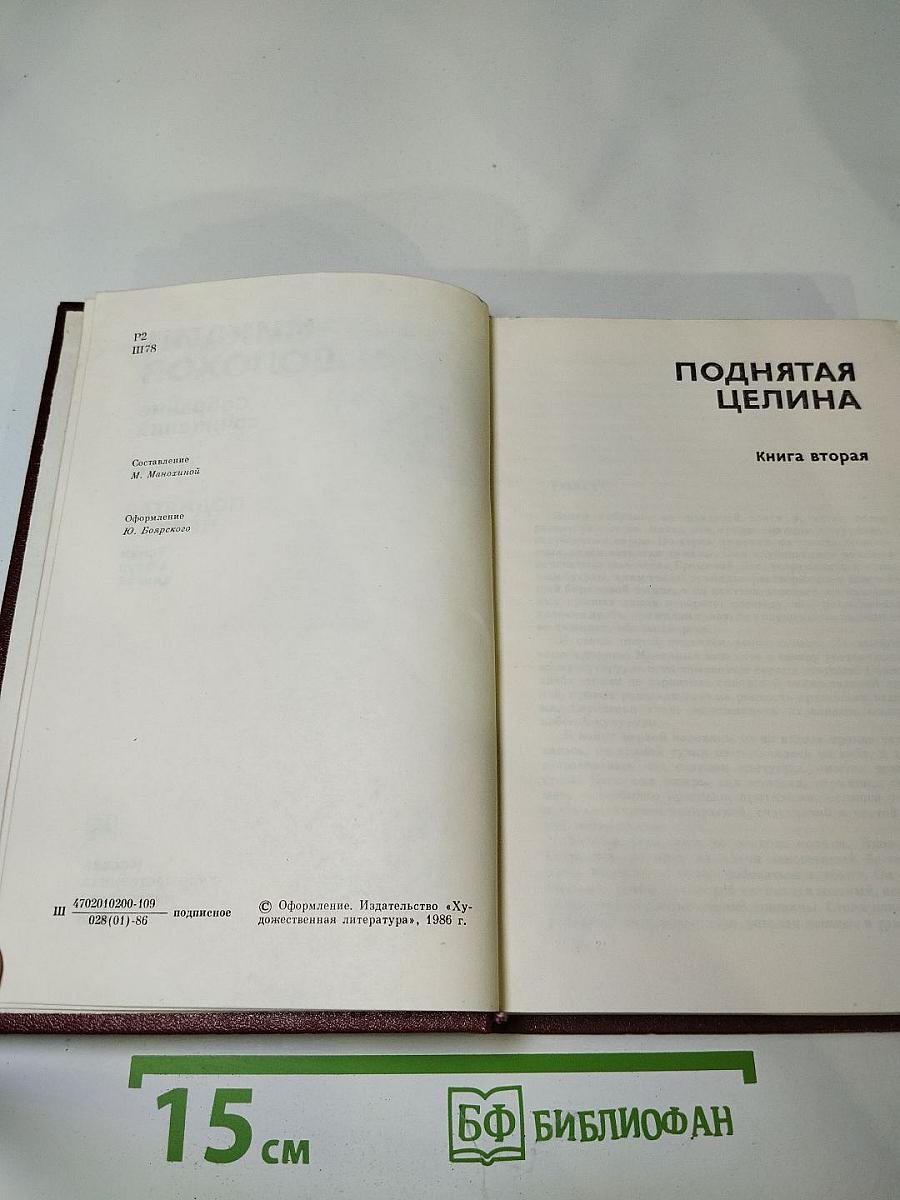 Р2
Ш78
Составление
М. Манохиной
Оформление
Ю. Боярского
Ш 4702010200-109 подписное
028(01)-86
© Оформление. Издательство «Ху-
дожественная литература», 1986 г.
ПОДНЯТАЯ
ЦЕЛИНА
Книга вторая
15 см
БФ БИБЛИОФАН